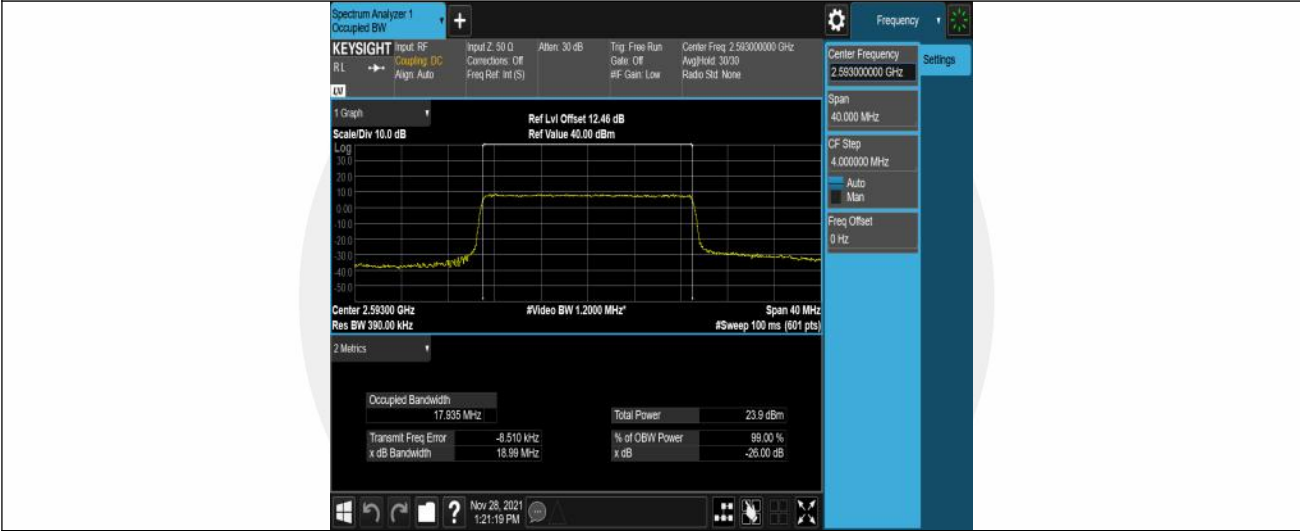 Spectrum Analyzer 1
Occupied BW
+
Frequency
KEYSIGHT
RL
LXI
Input: RF
Coupling: DC
Align: Auto
Input Z: 50 Ω
Corrections: Off
Freq Ref: Int (S)
Atten: 30 dB
Trig: Free Run
Gate: Off
#IF Gain: Low
Center Freq: 2.593000000 GHz
Avg|Hold: 30/30
Radio Std: None
Center Frequency
2.593000000 GHz
Settings
Span
40.000 MHz
CF Step
4.000000 MHz
Auto
Man
Freq Offset
0 Hz
1 Graph
Scale/Div 10.0 dB
Ref Lvl Offset 12.46 dB
Ref Value 40.00 dBm
Log
30.0
20.0
10.0
0.00
-10.0
-20.0
-30.0
-40.0
-50.0
Center 2.59300 GHz
#Video BW 1.2000 MHz*
Span 40 MHz
Res BW 390.00 kHz
#Sweep 100 ms (601 pts)
2 Metrics
Occupied Bandwidth
17.935 MHz
Total Power 23.9 dBm
Transmit Freq Error -8.510 kHz
% of OBW Power 99.00 %
x dB Bandwidth 18.99 MHz
x dB -26.00 dB
?
Nov 28, 2021
1:21:19 PM